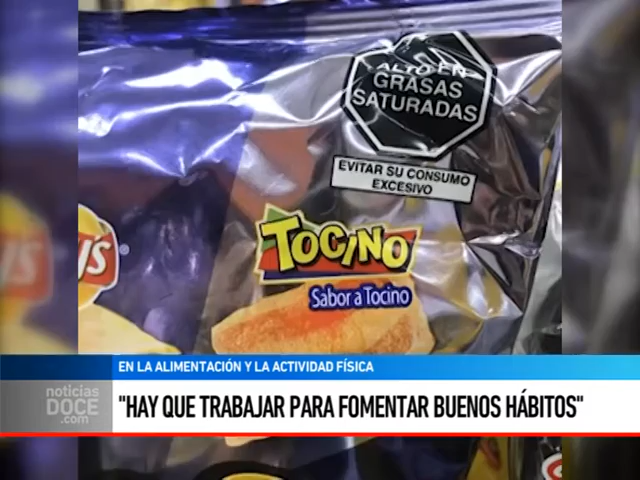 ALTO EN
GRASAS
SATURADAS
EVITAR SU CONSUMO
EXCESIVO
TOCINO
Sabor a Tocino
EN LA ALIMENTACIÓN Y LA ACTIVIDAD FÍSICA
noticias
DOCE
.com
"HAY QUE TRABAJAR PARA FOMENTAR BUENOS HÁBITOS"